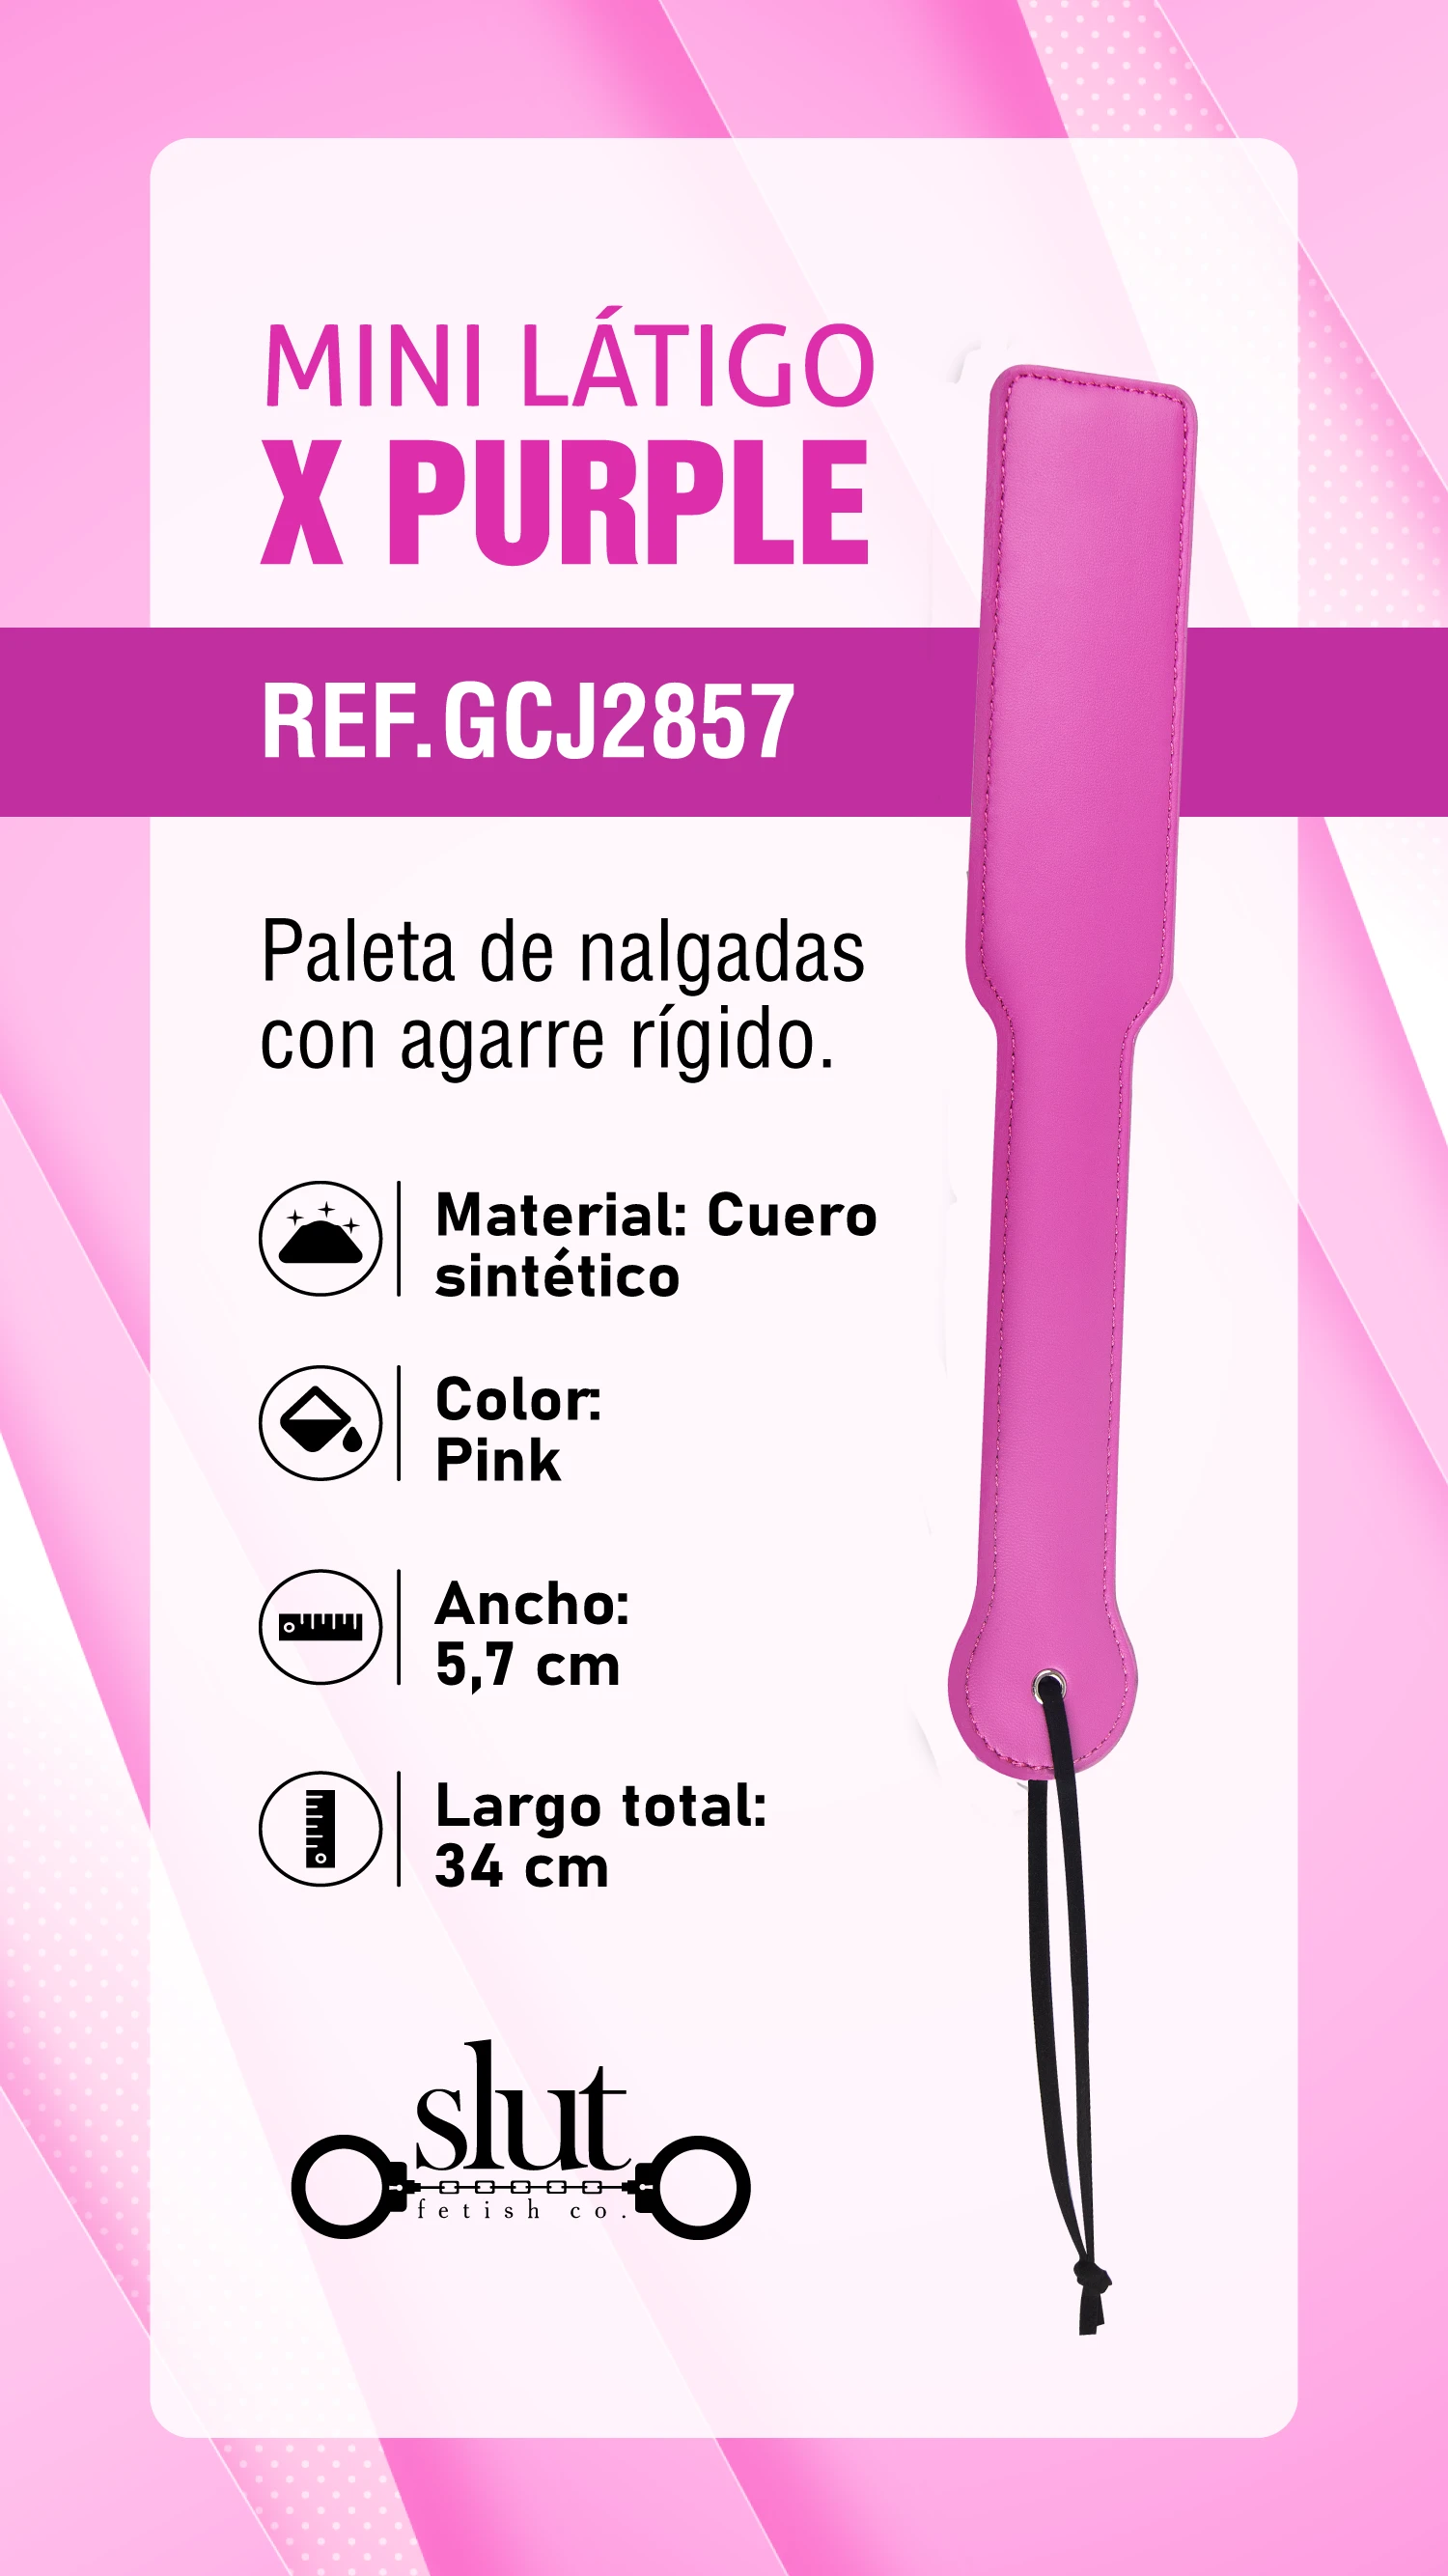 MINI LÁTIGO
X PURPLE
REF.GCJ2857
Paleta de nalgadas
con agarre rígido.
Material: Cuero
sintético
Color:
Pink
Ancho:
5,7 cm
Largo total:
34 cm
slut
fetish co.